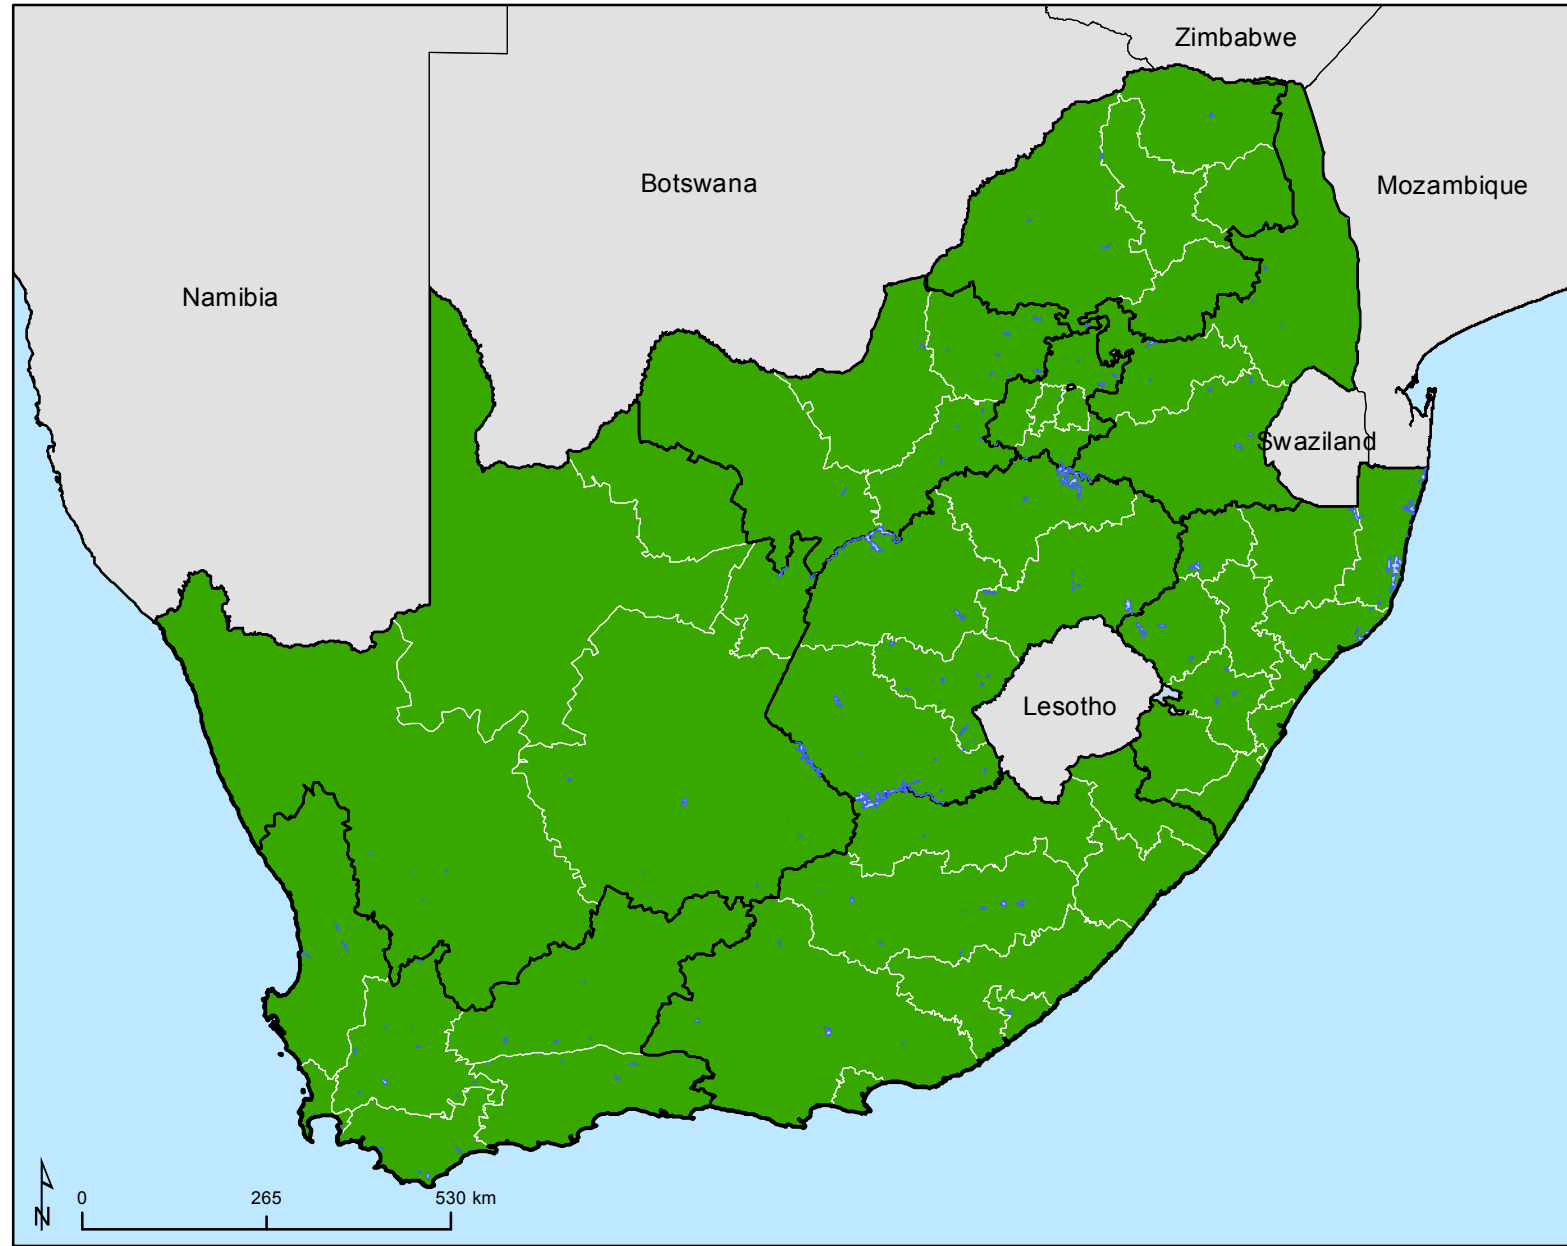 Zimbabwe
Botswana
Mozambique
Namibia
Swaziland
Lesotho
N
0 265 530 km